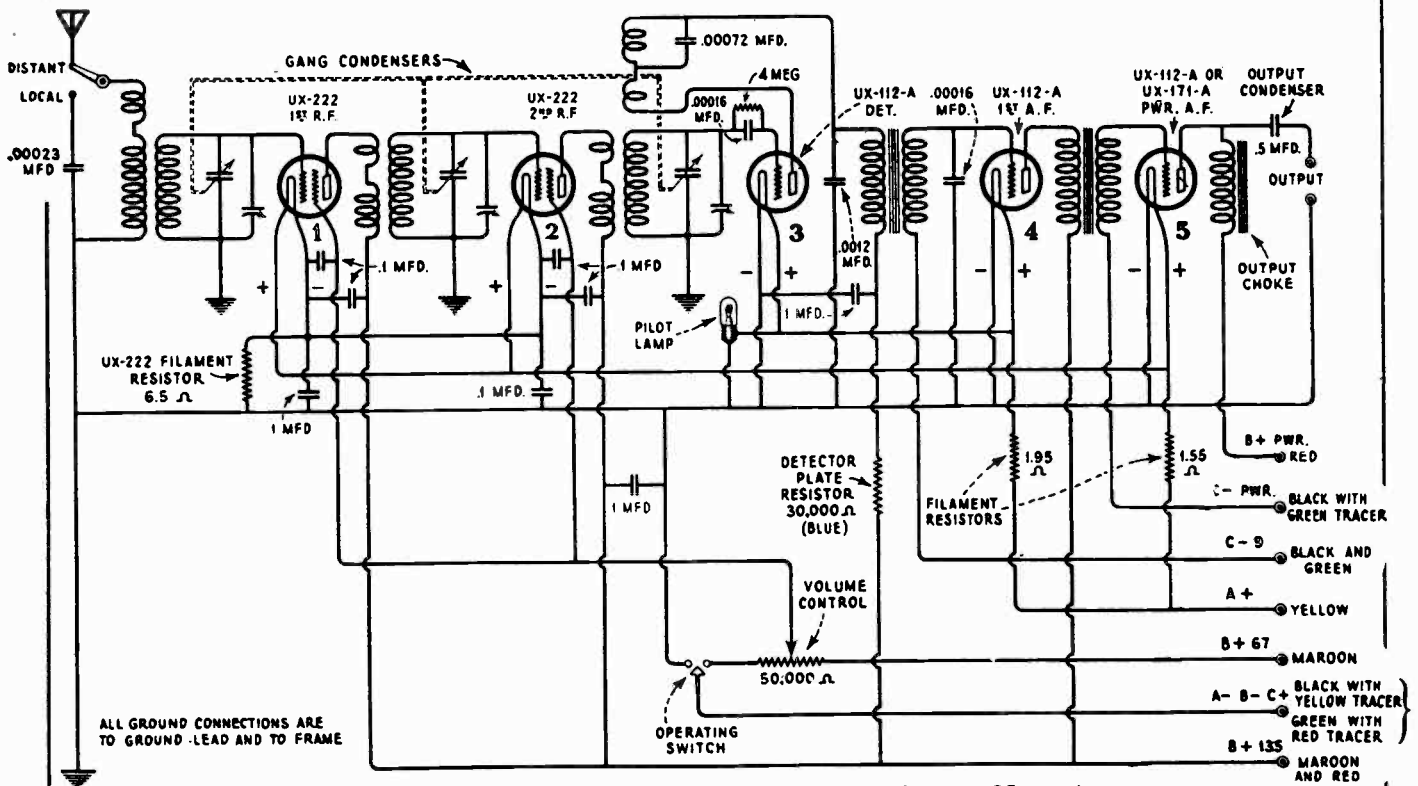 DISTANT
LOCAL
.00023
MFD
GANG CONDENSERS
UX-222
1ST R.F.
UX-222
2ND R.F
.00072 MFD.
4 MEG
.00016
MFD.
UX-112-A
DET.
.00016
MFD.
UX-112-A
1ST A.F.
UX-112-A OR
UX-171-A
PWR. A.F.
OUTPUT
CONDENSER
.5 MFD.
OUTPUT
OUTPUT
CHOKE
1
2
3
4
5
.1 MFD.
.1 MFD
.0012
MFD.
+
-
+
-
-
+
-
+
-
+
PILOT
LAMP
1 MFD.
UX-222 FILAMENT
RESISTOR
6.5 Ω
1 MFD
.1 MFD.
1 MFD
DETECTOR
PLATE
RESISTOR
30,000 Ω
(BLUE)
1.95
Ω
FILAMENT
RESISTORS
1.55
Ω
B+ PWR.
RED
C- PWR.
BLACK WITH
GREEN TRACER
C- 9
BLACK AND
GREEN
A +
YELLOW
VOLUME
CONTROL
50,000 Ω
B+ 67
MAROON
OPERATING
SWITCH
A- B- C+
BLACK WITH
YELLOW TRACER
GREEN WITH
RED TRACER
B+ 135
MAROON
AND RED
ALL GROUND CONNECTIONS ARE
TO GROUND LEAD AND TO FRAME